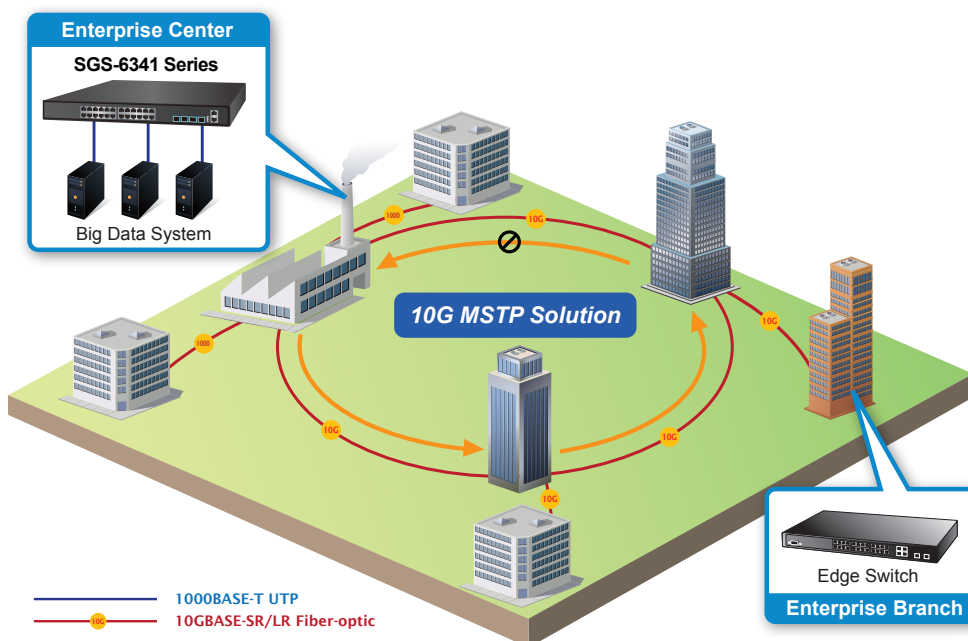 Enterprise Center
SGS-6341 Series
Big Data System
1000
10G
10G MSTP Solution
10G
1000
10G
10G
10G
Edge Switch
Enterprise Branch
1000BASE-T UTP
10G
10GBASE-SR/LR Fiber-optic